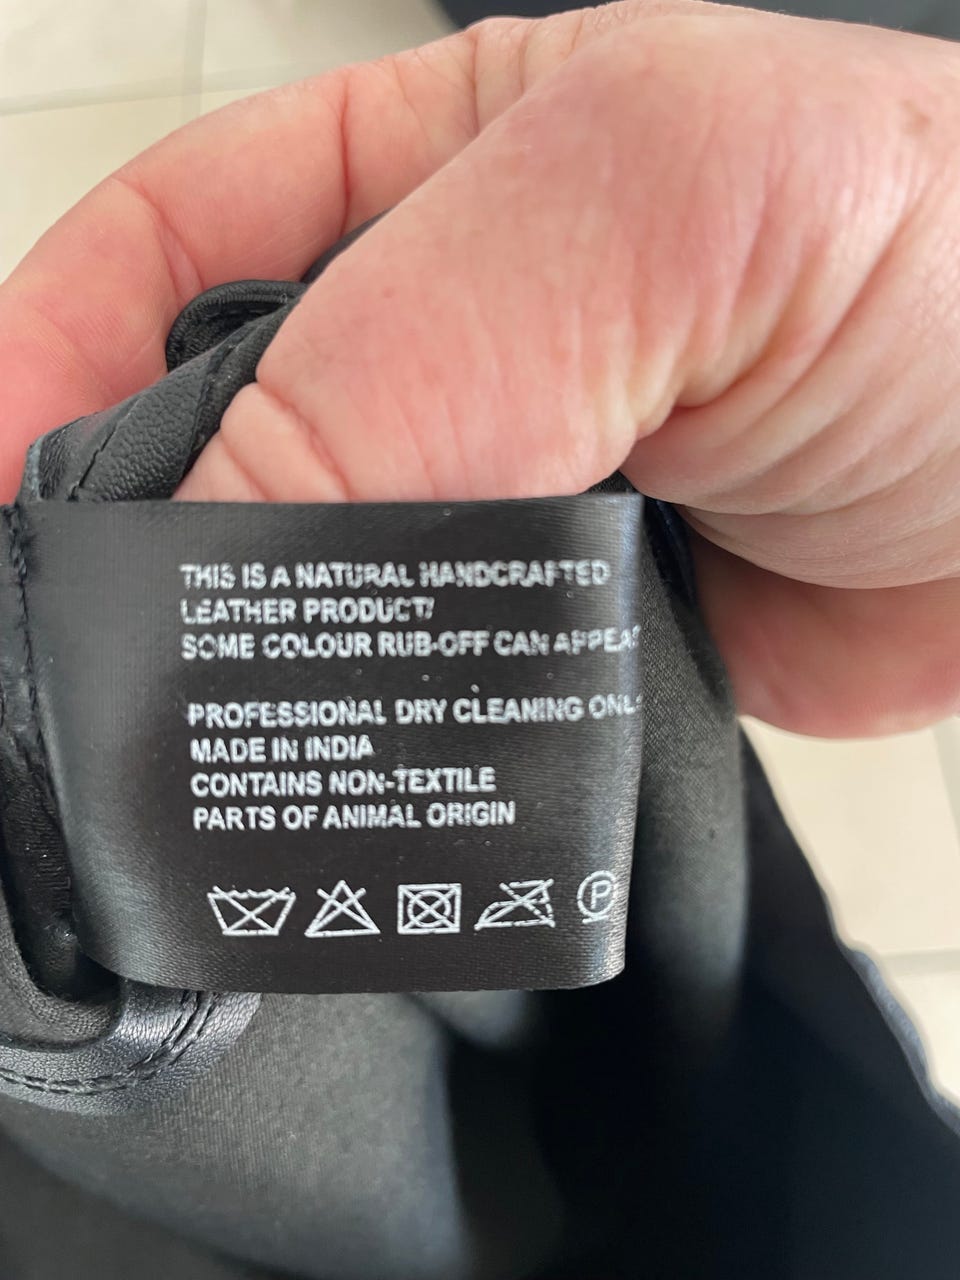 THIS IS A NATURAL HANDCRAFTED
LEATHER PRODUCT/
SOME COLOUR RUB-OFF CAN
PROFESSIONAL DRY CLEANING
MADE IN INDIA
CONTAINS NON-TEXTILE
PARTS OF ANIMAL ORIGIN
P